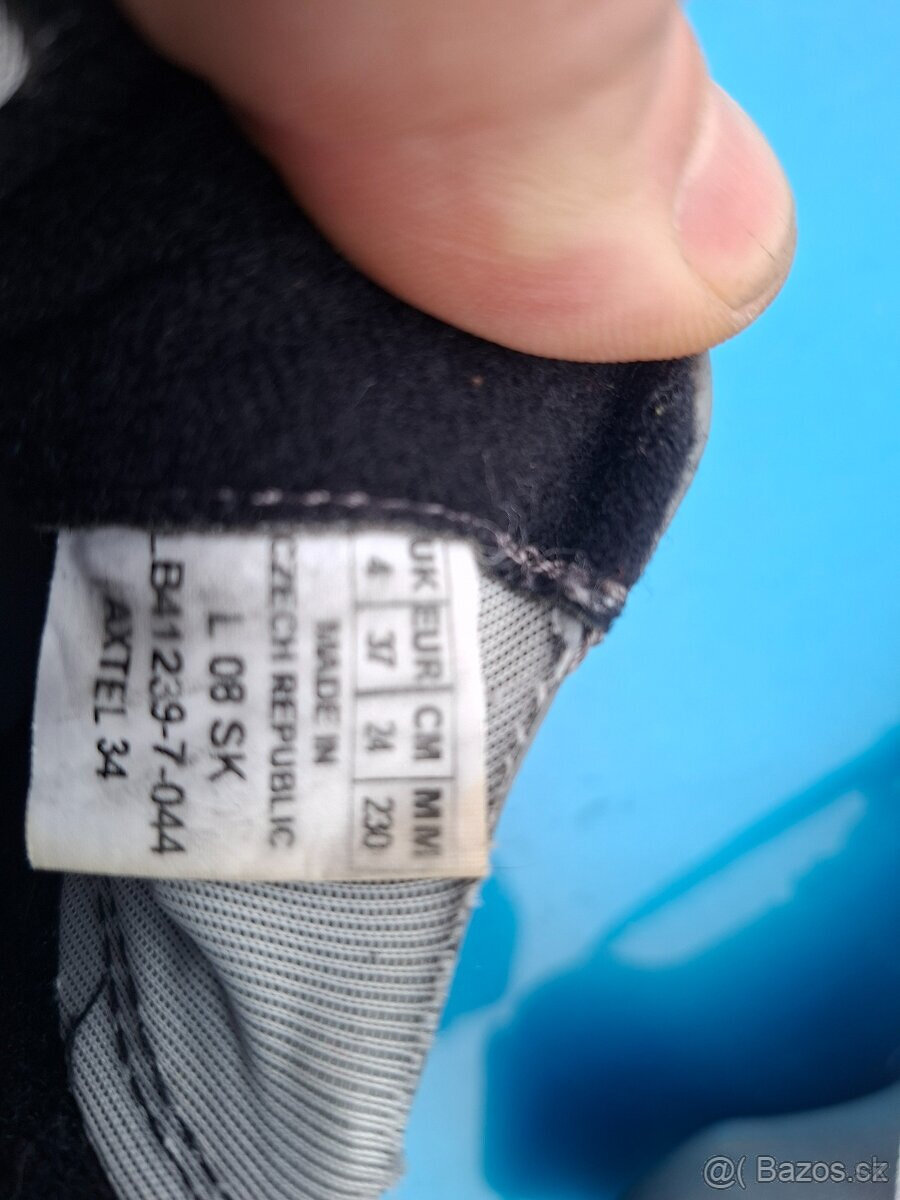 UK EUR CM MM
4 37 24 230
MADE IN
CZECH REPUBLIC
L 08 SK
LB41239-7-044
AXTEL 34
@( Bazos.sk